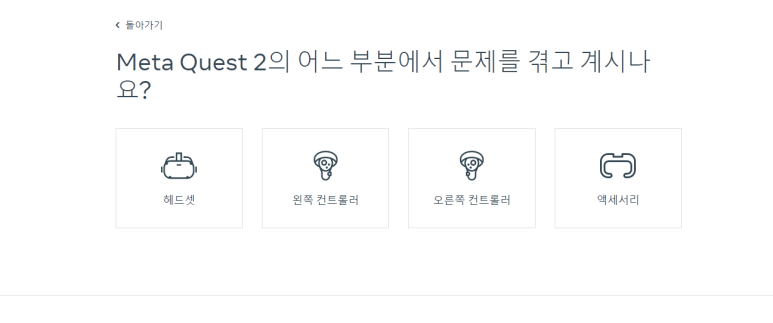 돌아가기
Meta Quest 2의 어느 부분에서 문제를 겪고 계시나
요?
헤드셋
왼쪽 컨트롤러
오른쪽 컨트롤러
액세서리